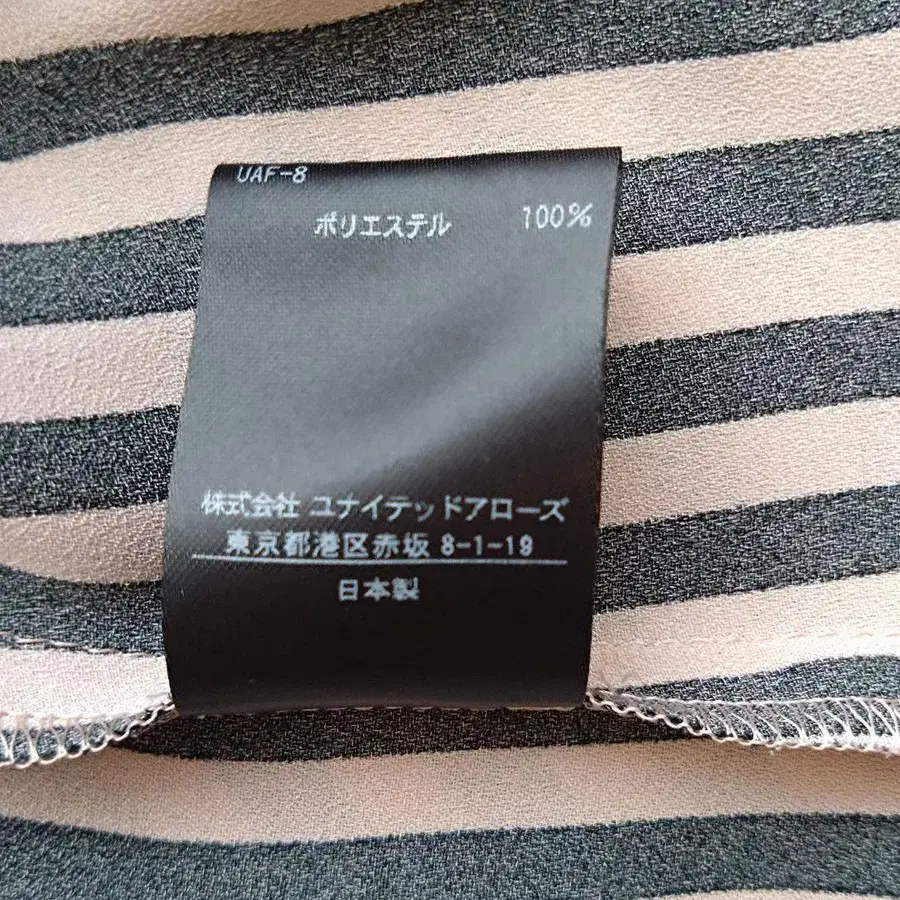 UAF-8
ポリエステル 100%
株式会社 ユナイテッドアローズ
東京都港区赤坂 8-1-19
日本製